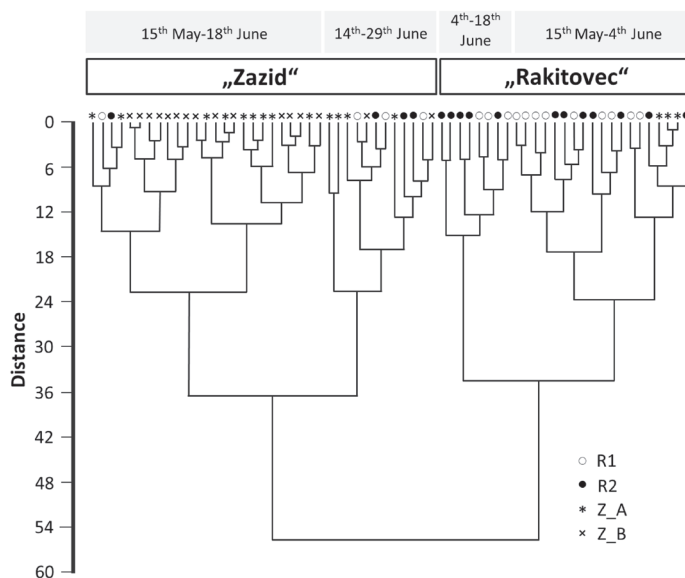 15th May-18th June
14th-29th June
4th-18th
June
15th May-4th June
„Zazid“
„Rakitovec“
0
6
12
18
24
30
36
42
48
54
60
Distance
R1
R2
Z_A
Z_B